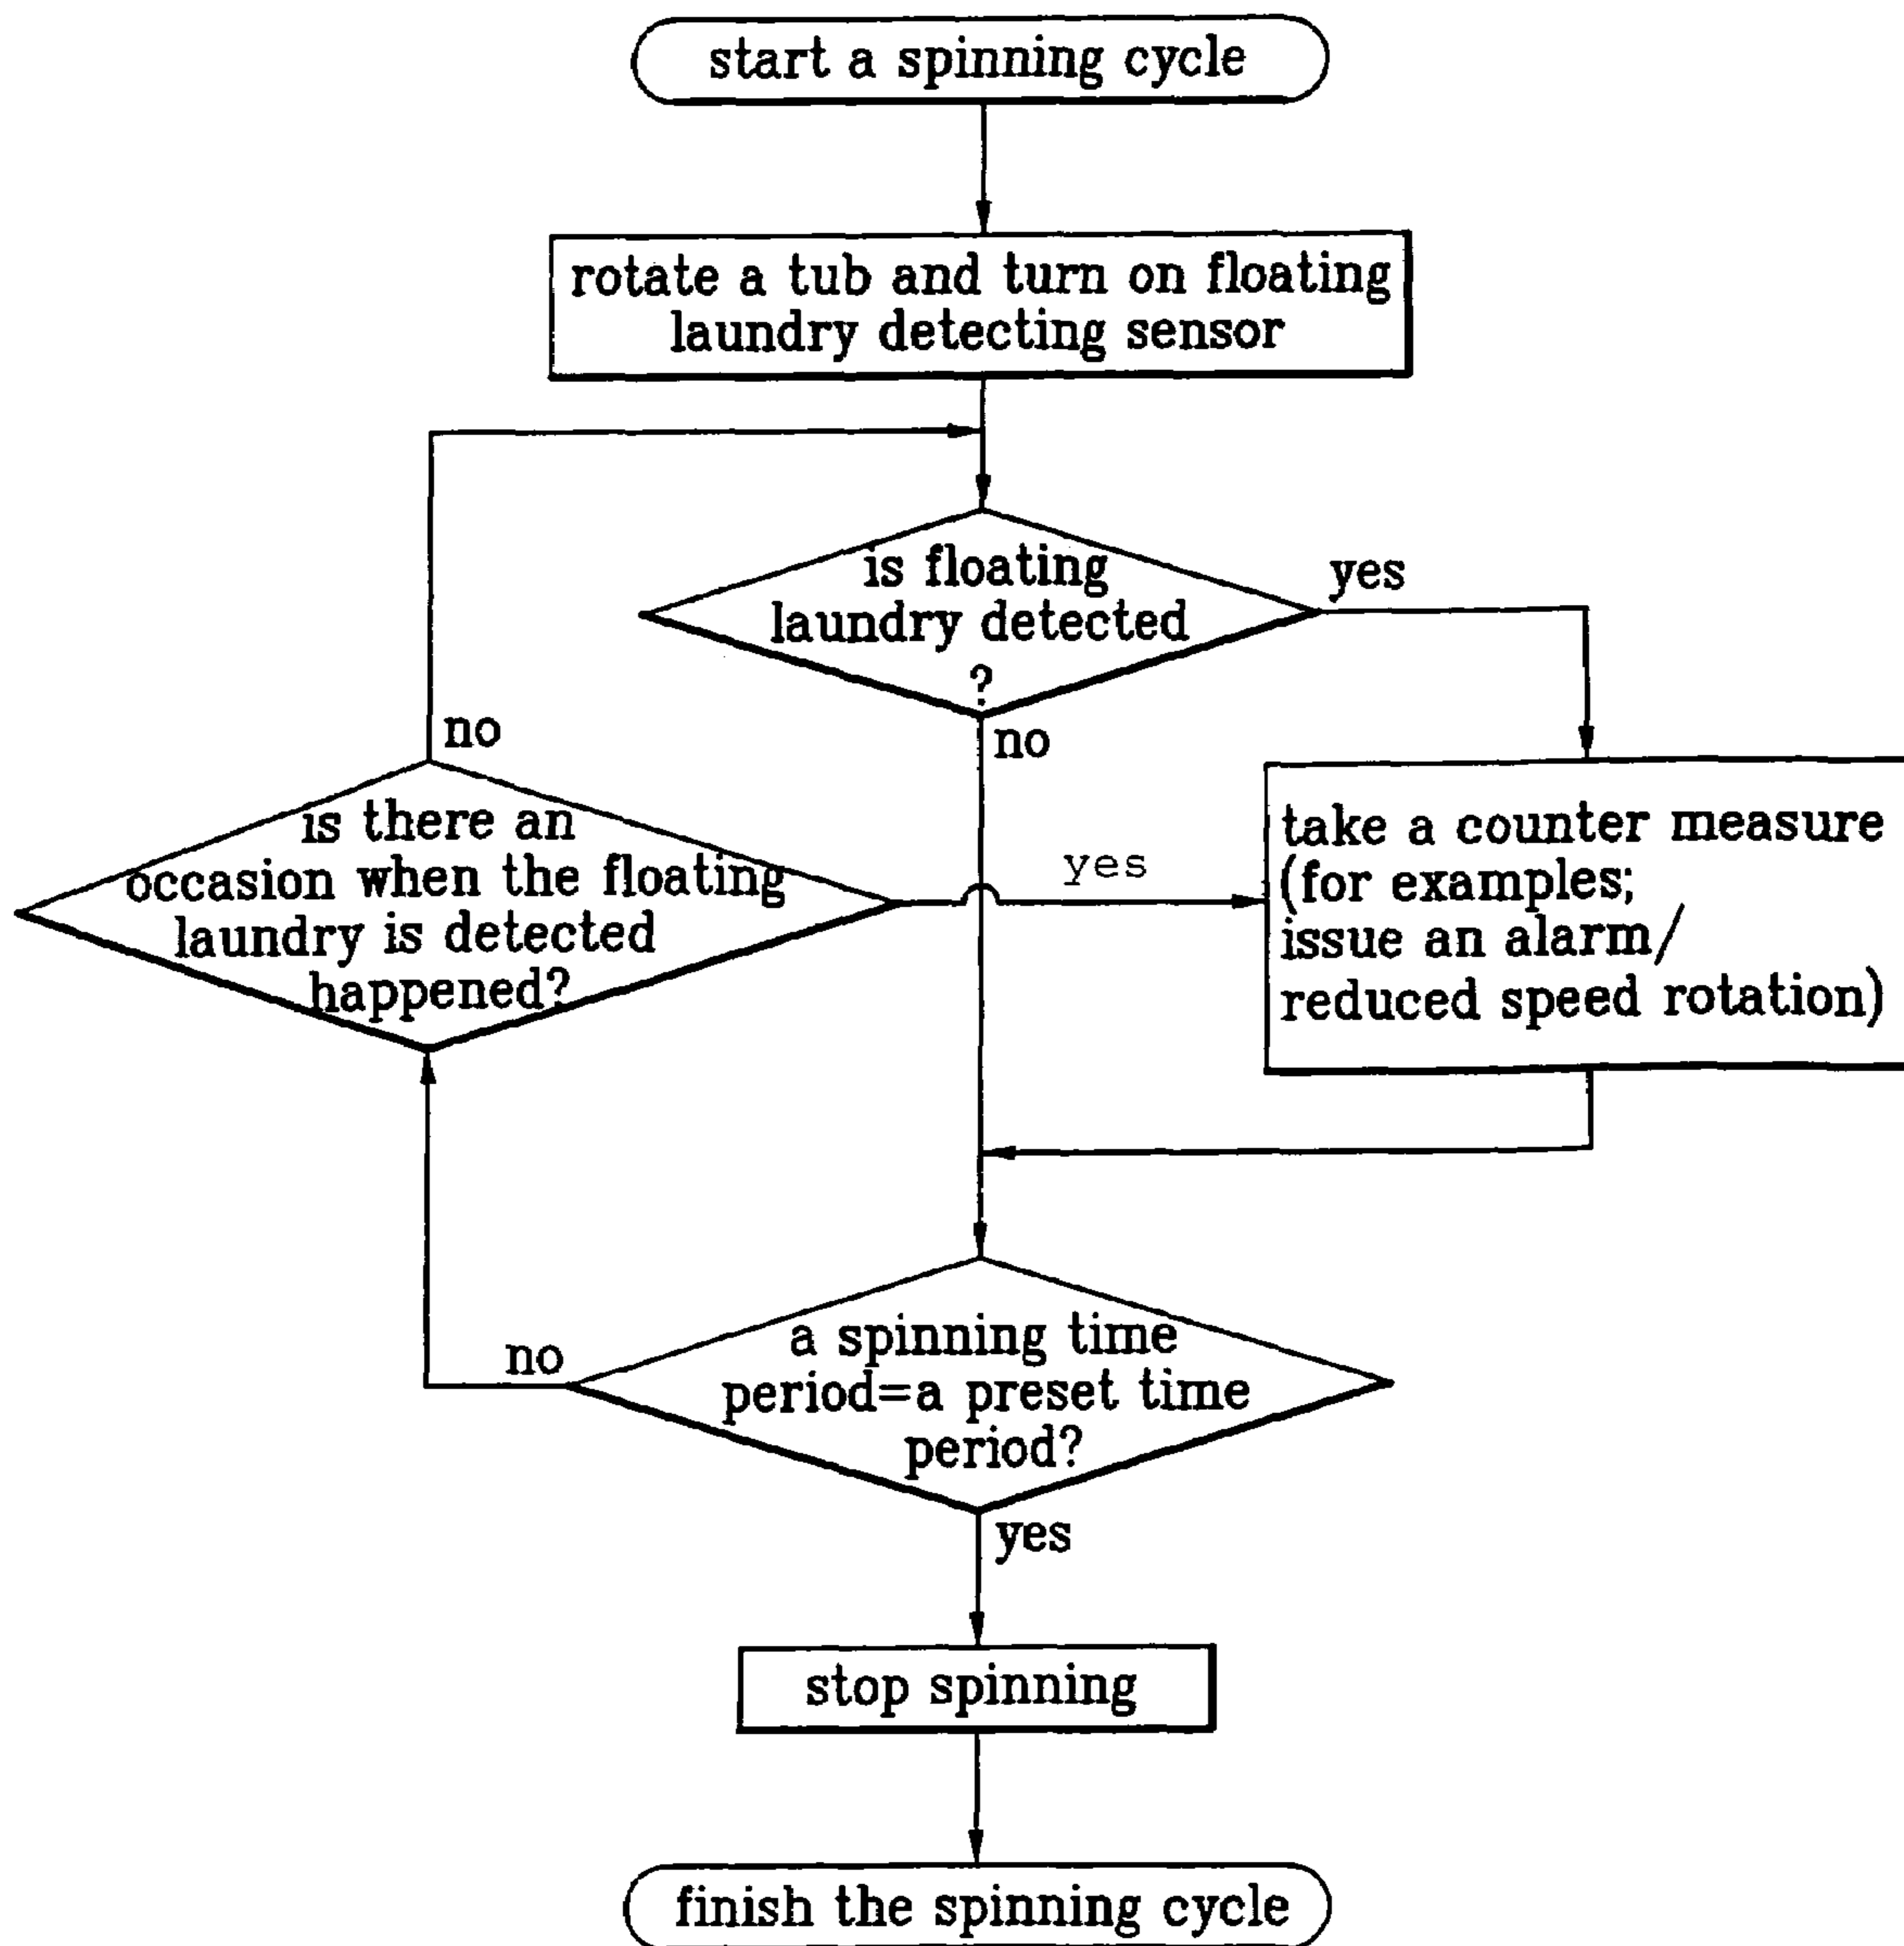 start a spinning cycle
rotate a tub and turn on floating
laundry detecting sensor
is floating
laundry detected
?
yes
no
no
is there an
occasion when the floating
laundry is detected
happened?
yes
take a counter measure
(for examples;
issue an alarm/
reduced speed rotation)
a spinning time
period=a preset time
period?
no
yes
stop spinning
finish the spinning cycle